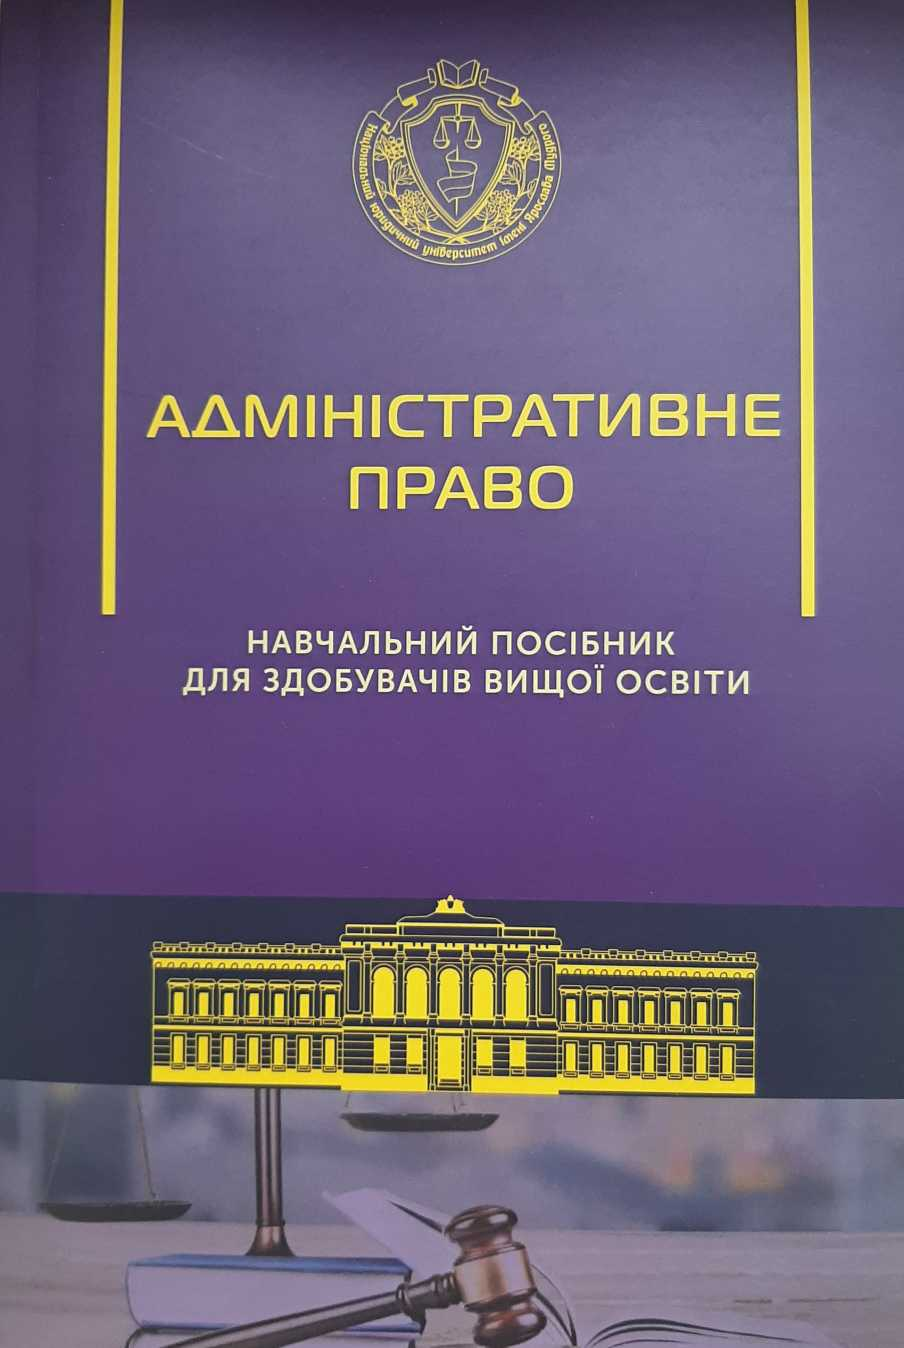 Національний юридичний університет імені Ярослава Мудрого
АДМІНІСТРАТИВНЕ
ПРАВО
НАВЧАЛЬНИЙ ПОСІБНИК
ДЛЯ ЗДОБУВАЧІВ ВИЩОЇ ОСВІТИ